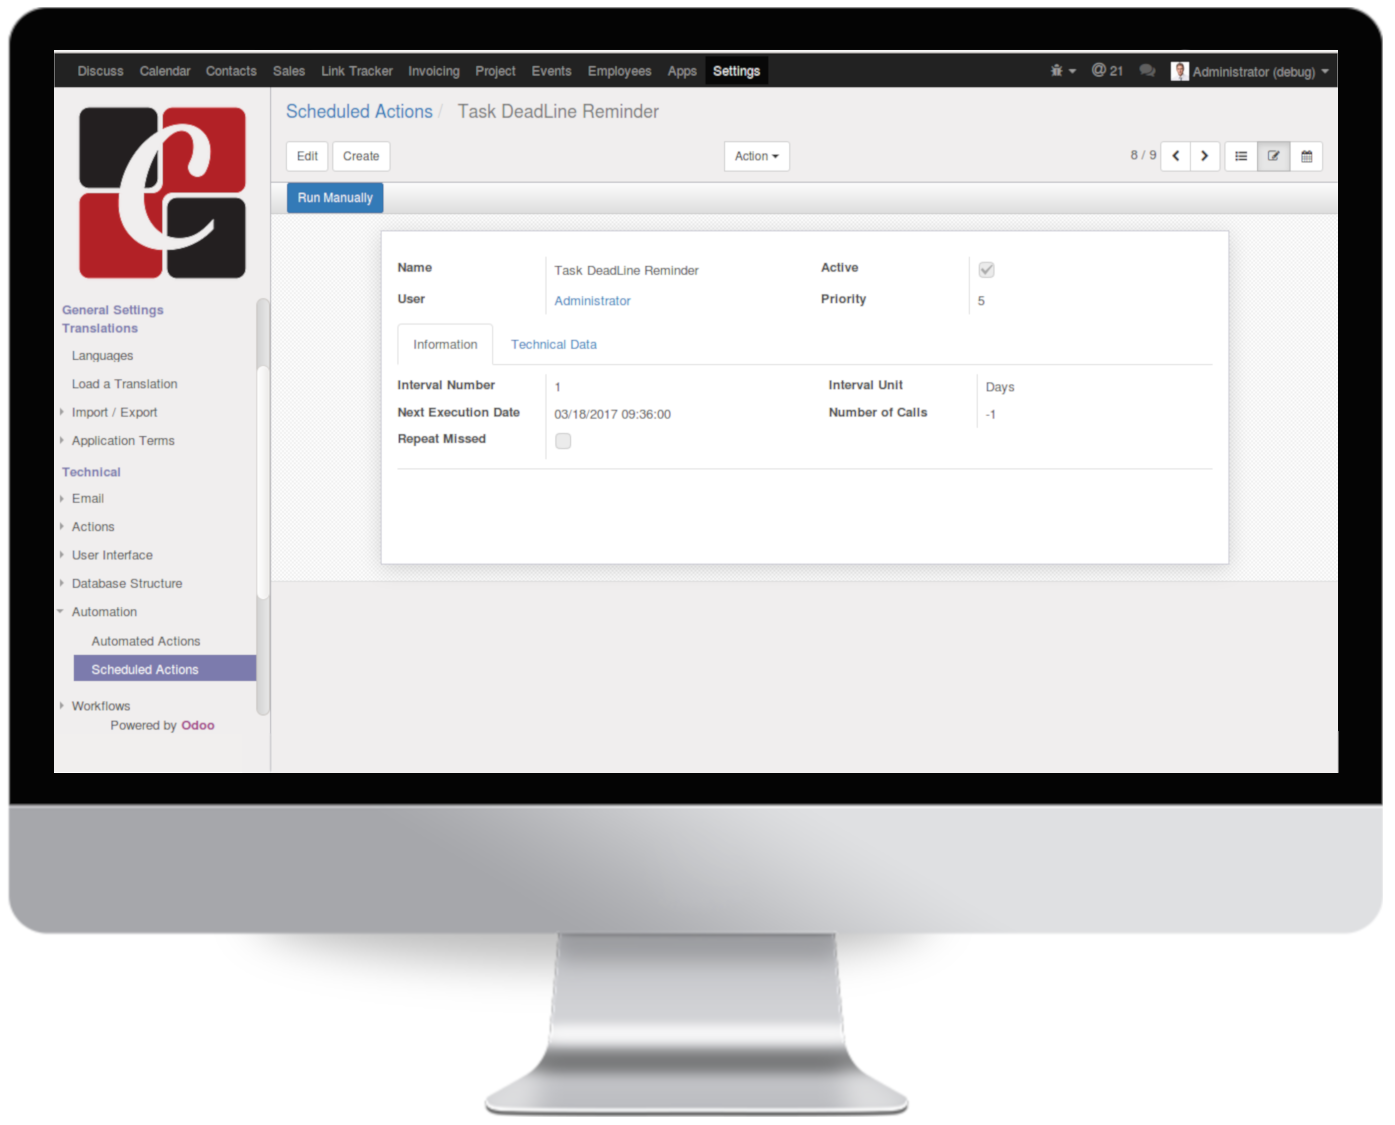 Discuss Calendar Contacts Sales Link Tracker Invoicing Project Events Employees Apps Settings @ 21 Administrator (debug)
C
Scheduled Actions / Task DeadLine Reminder
Edit Create Action 8 / 9
Run Manually
Name Task DeadLine Reminder Active
User Administrator Priority 5
Information Technical Data
Interval Number 1 Interval Unit Days
Next Execution Date 03/18/2017 09:36:00 Number of Calls -1
Repeat Missed
General Settings
Translations
Languages
Load a Translation
Import / Export
Application Terms
Technical
Email
Actions
User Interface
Database Structure
Automation
Automated Actions
Scheduled Actions
Workflows
Powered by Odoo